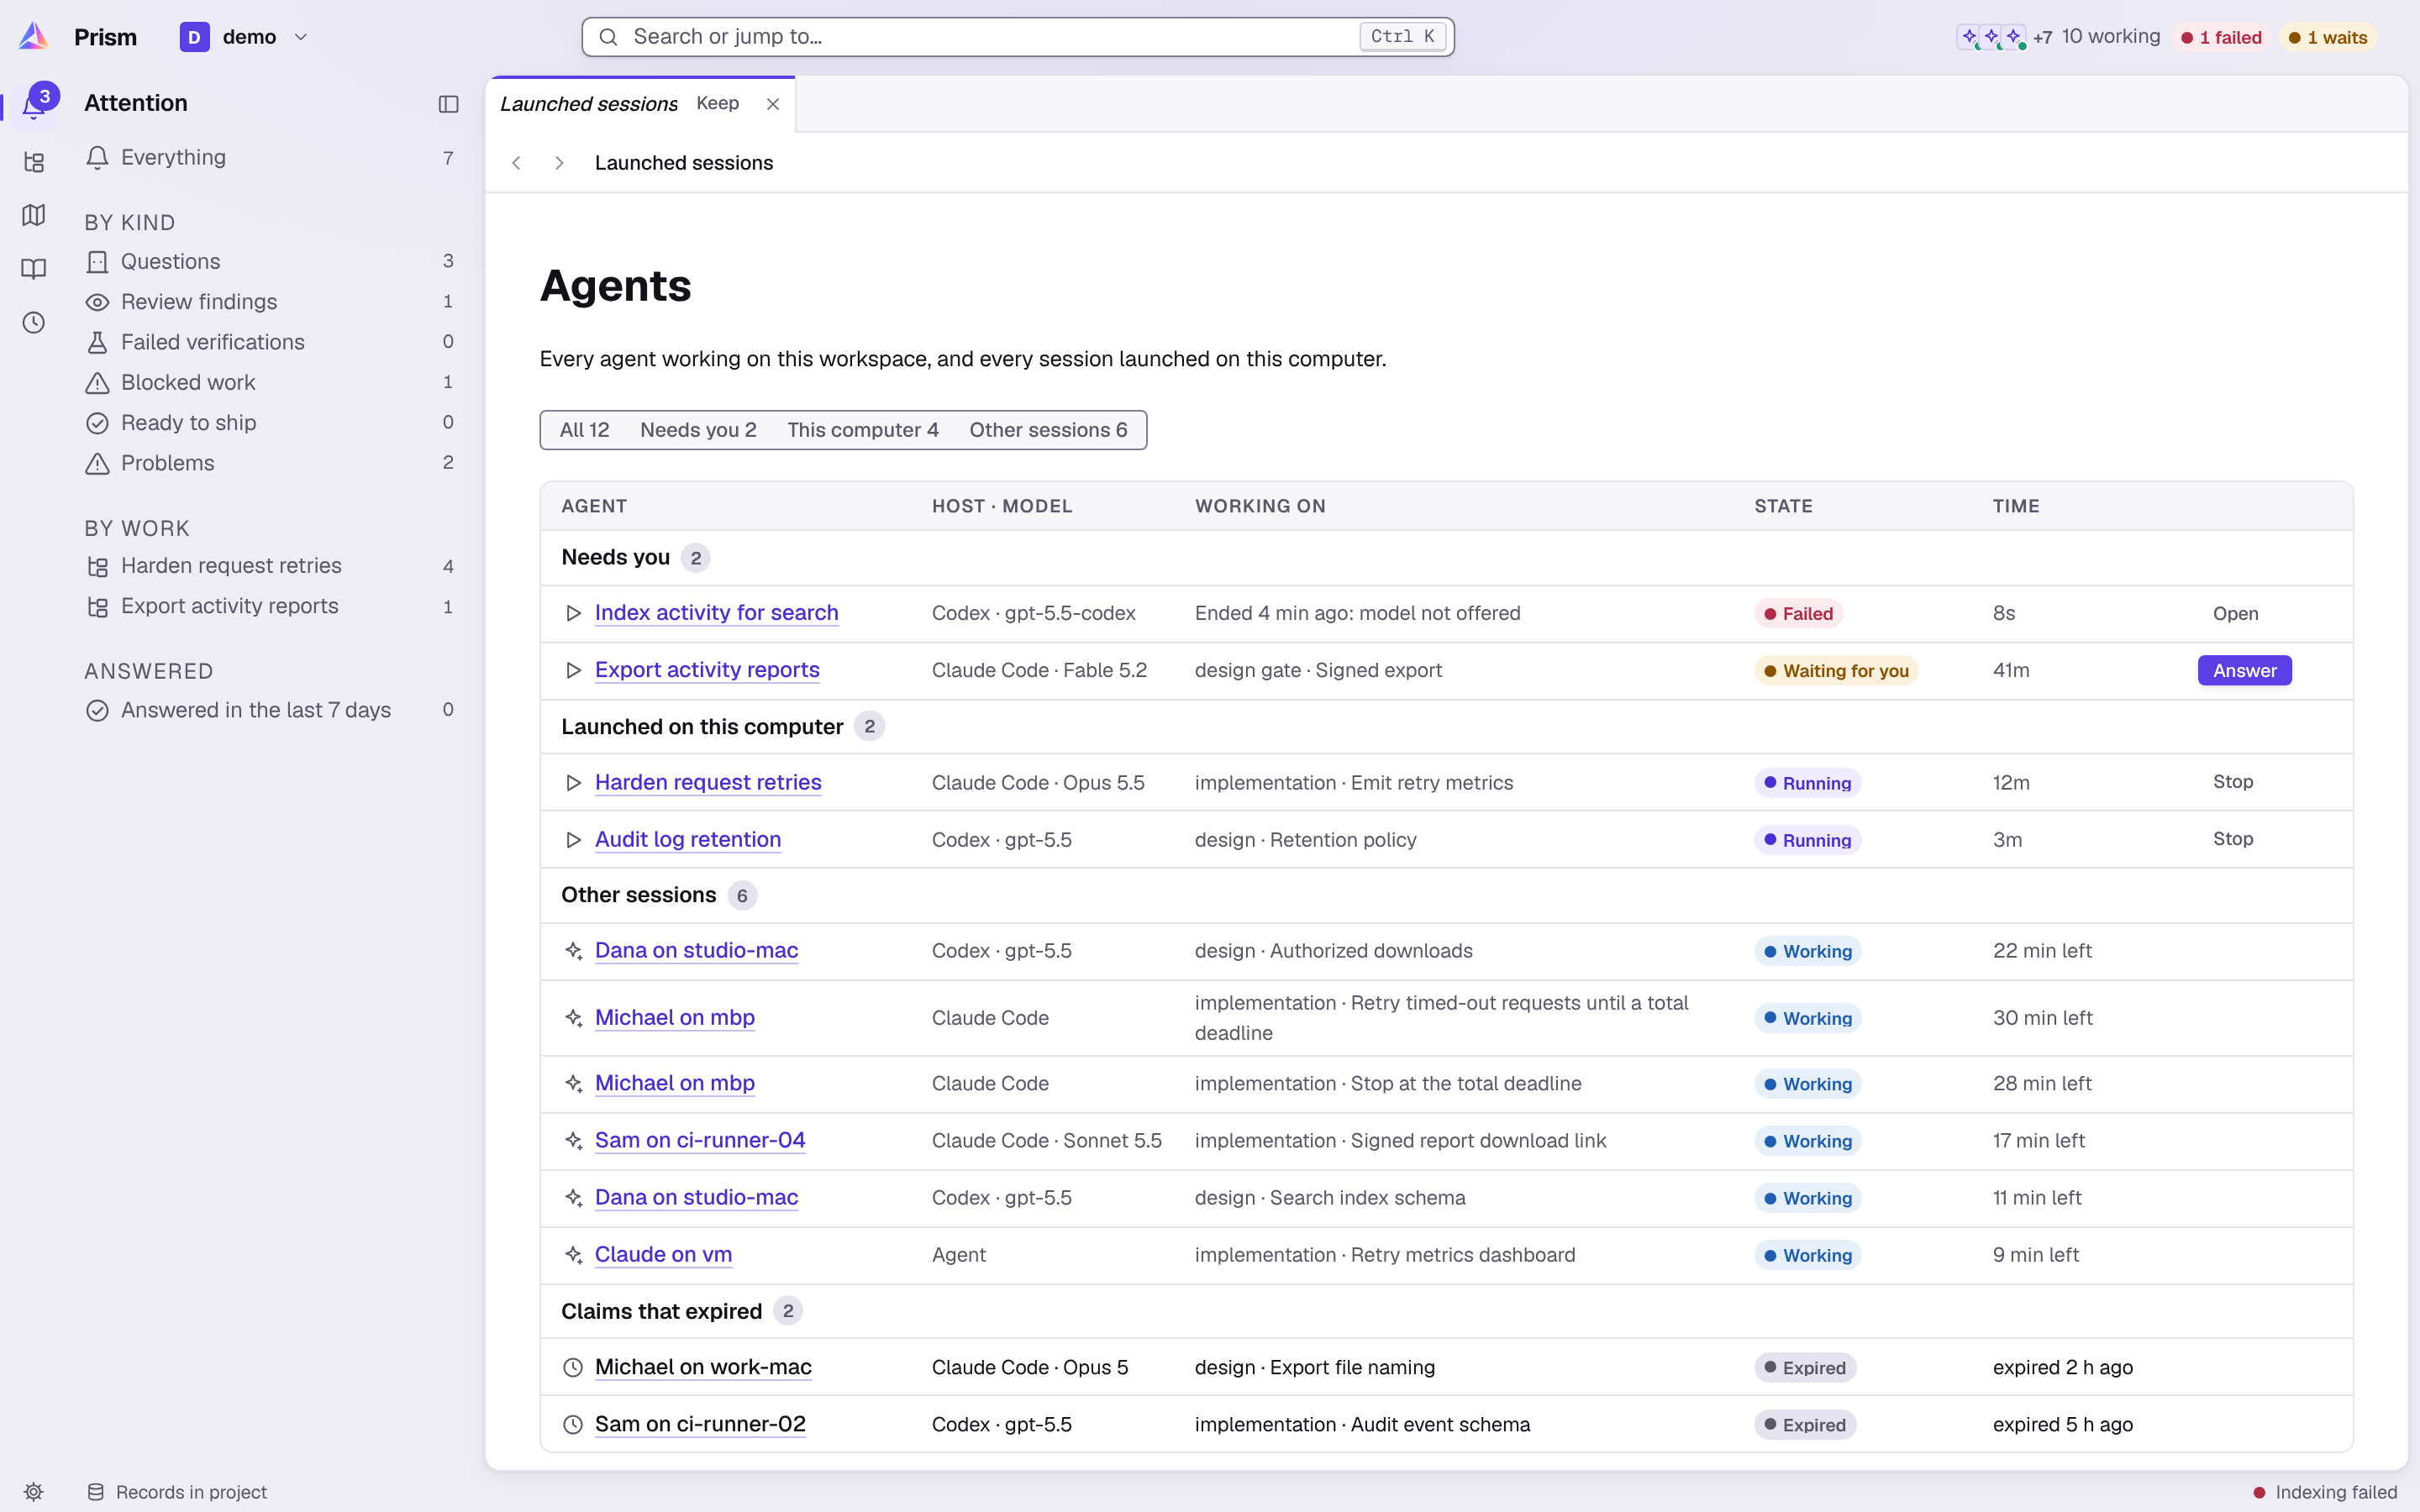 Prism
D demo
Search or jump to…
Ctrl K
+7 10 working
1 failed
1 waits
3
Attention
Everything 7
BY KIND
Questions 3
Review findings 1
Failed verifications 0
Blocked work 1
Ready to ship 0
Problems 2
BY WORK
Harden request retries 4
Export activity reports 1
ANSWERED
Answered in the last 7 days 0
Records in project
Launched sessions Keep
Launched sessions
Agents
Every agent working on this workspace, and every session launched on this computer.
All 12 Needs you 2 This computer 4 Other sessions 6
AGENT HOST · MODEL WORKING ON STATE TIME
Needs you 2
Index activity for search Codex · gpt-5.5-codex Ended 4 min ago: model not offered Failed 8s Open
Export activity reports Claude Code · Fable 5.2 design gate · Signed export Waiting for you 41m Answer
Launched on this computer 2
Harden request retries Claude Code · Opus 5.5 implementation · Emit retry metrics Running 12m Stop
Audit log retention Codex · gpt-5.5 design · Retention policy Running 3m Stop
Other sessions 6
Dana on studio-mac Codex · gpt-5.5 design · Authorized downloads Working 22 min left
Michael on mbp Claude Code implementation · Retry timed-out requests until a total
deadline Working 30 min left
Michael on mbp Claude Code implementation · Stop at the total deadline Working 28 min left
Sam on ci-runner-04 Claude Code · Sonnet 5.5 implementation · Signed report download link Working 17 min left
Dana on studio-mac Codex · gpt-5.5 design · Search index schema Working 11 min left
Claude on vm Agent implementation · Retry metrics dashboard Working 9 min left
Claims that expired 2
Michael on work-mac Claude Code · Opus 5 design · Export file naming Expired expired 2 h ago
Sam on ci-runner-02 Codex · gpt-5.5 implementation · Audit event schema Expired expired 5 h ago
Indexing failed